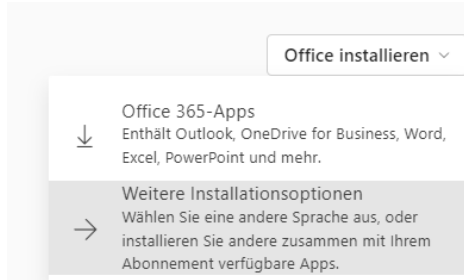 Office installieren
Office 365-Apps
Enthält Outlook, OneDrive for Business, Word,
Excel, PowerPoint und mehr.
Weitere Installationsoptionen
Wählen Sie eine andere Sprache aus, oder
installieren Sie andere zusammen mit Ihrem
Abonnement verfügbare Apps.